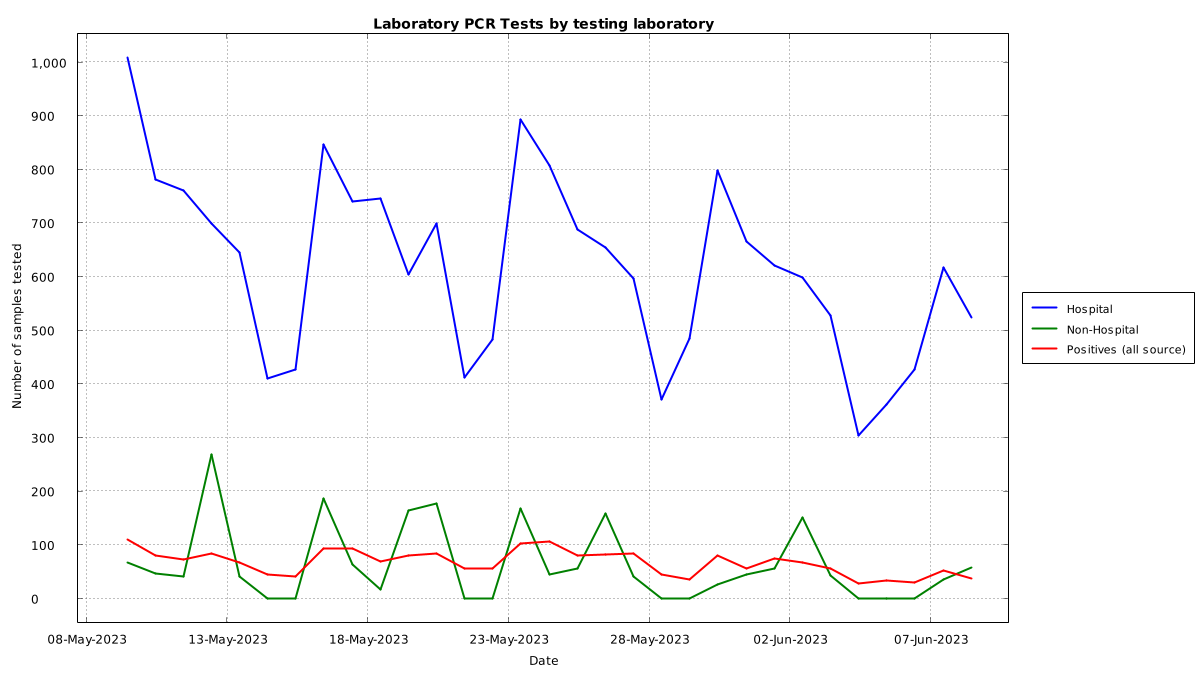 Laboratory PCR Tests by testing laboratory
1,000
900
800
700
600
500
400
300
200
100
0
Number of samples tested
08-May-2023 13-May-2023 18-May-2023 23-May-2023 28-May-2023 02-Jun-2023 07-Jun-2023
Date
Hospital
Non-Hospital
Positives (all source)